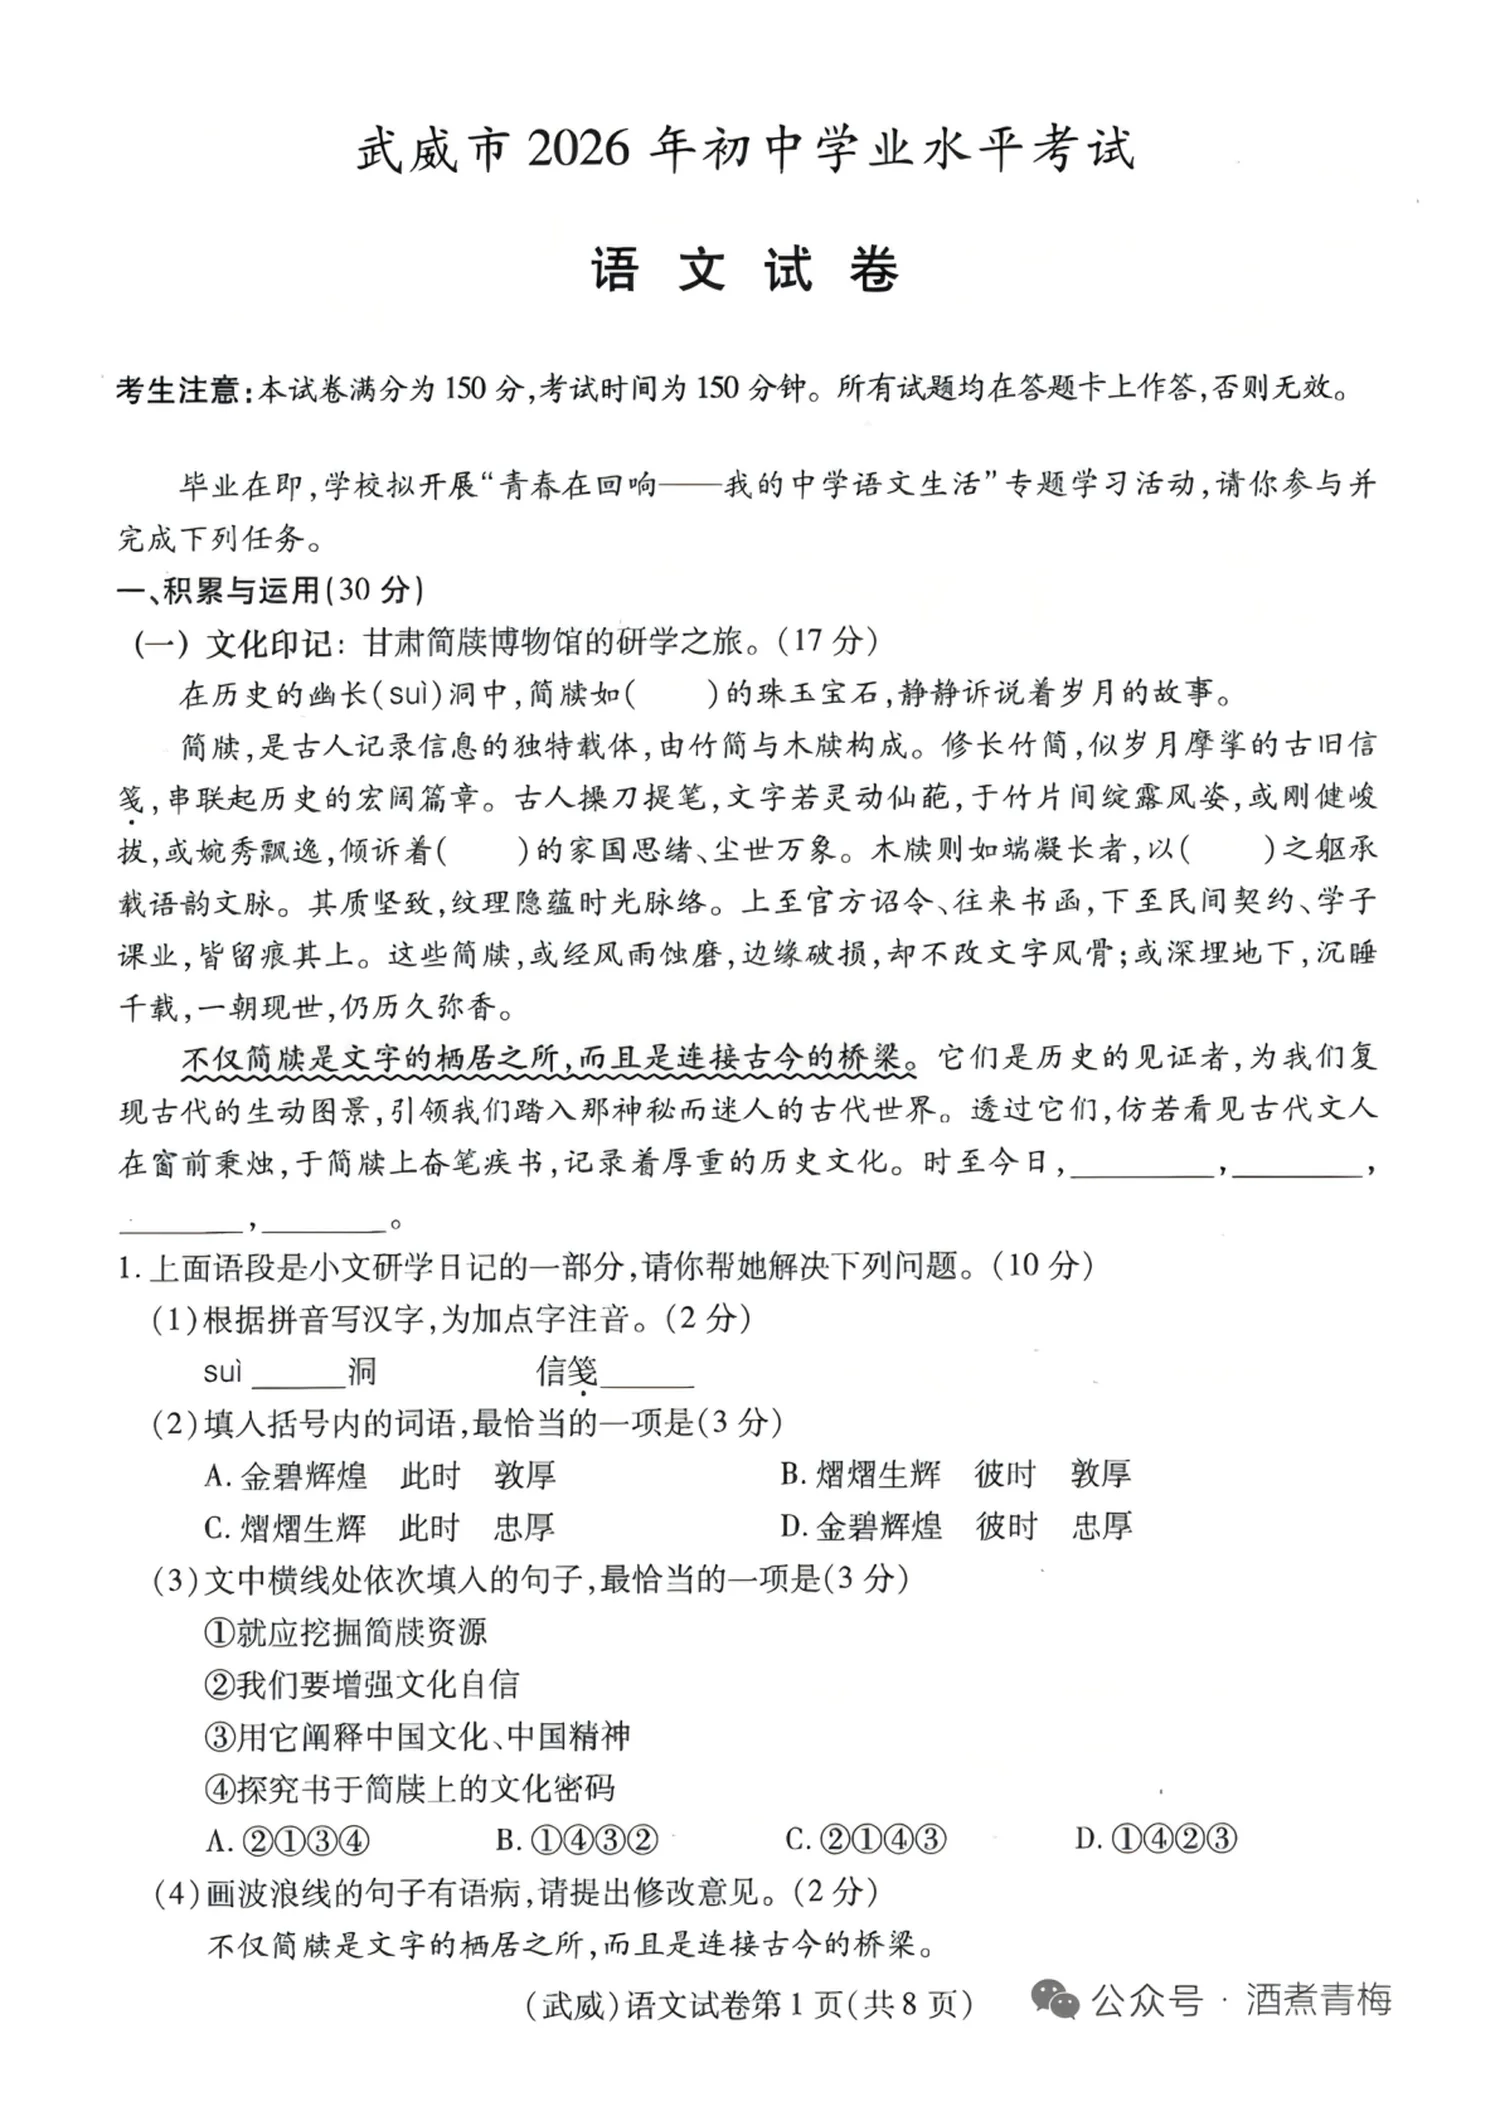 武威市 2026 年初中学业水平考试
语 文 试 卷
考生注意:本试卷满分为 150 分,考试时间为 150 分钟。所有试题均在答题卡上作答,否则无效。
毕业在即,学校拟开展“青春在回响——我的中学语文生活”专题学习活动,请你参与并
完成下列任务。
一、积累与运用(30 分)
(一) 文化印记: 甘肃简牍博物馆的研学之旅。(17 分)
在历史的幽长(suì)洞中,简牍如(    )的珠玉宝石,静静诉说着岁月的故事。
简牍,是古人记录信息的独特载体,由竹简与木牍构成。修长竹简,似岁月摩挲的古旧信
笺,串联起历史的宏阔篇章。古人操刀提笔,文字若灵动仙葩,于竹片间绽露风姿,或刚健峻
拔,或婉秀飘逸,倾诉着(    )的家国思绪、尘世万象。木牍则如端凝长者,以(    )之躯承
载语韵文脉。其质坚致,纹理隐蕴时光脉络。上至官方诏令、往来书函,下至民间契约、学子
课业,皆留痕其上。这些简牍,或经风雨蚀磨,边缘破损,却不改文字风骨;或深埋地下,沉睡
千载,一朝现世,仍历久弥香。
不仅简牍是文字的栖居之所,而且是连接古今的桥梁。它们是历史的见证者,为我们复
现古代的生动图景,引领我们踏入那神秘而迷人的古代世界。透过它们,仿若看见古代文人
在窗前秉烛,于简牍上奋笔疾书,记录着厚重的历史文化。时至今日,________,________,
________,________。
1. 上面语段是小文研学日记的一部分,请你帮她解决下列问题。(10 分)
(1)根据拼音写汉字,为加点字注音。(2 分)
suì ______洞    信笺______
(2)填入括号内的词语,最恰当的一项是(3 分)
A. 金碧辉煌 此时 敦厚    B. 熠熠生辉 彼时 敦厚
C. 熠熠生辉 此时 忠厚    D. 金碧辉煌 彼时 忠厚
(3)文中横线处依次填入的句子,最恰当的一项是(3 分)
①就应挖掘简牍资源
②我们要增强文化自信
③用它阐释中国文化、中国精神
④探究书于简牍上的文化密码
A. ②①③④    B. ①④③②    C. ②①④③    D. ①④②③
(4)画波浪线的句子有语病,请提出修改意见。(2 分)
不仅简牍是文字的栖居之所,而且是连接古今的桥梁。
(武威)语文试卷第 1 页(共 8 页)
公众号 · 酒煮青梅